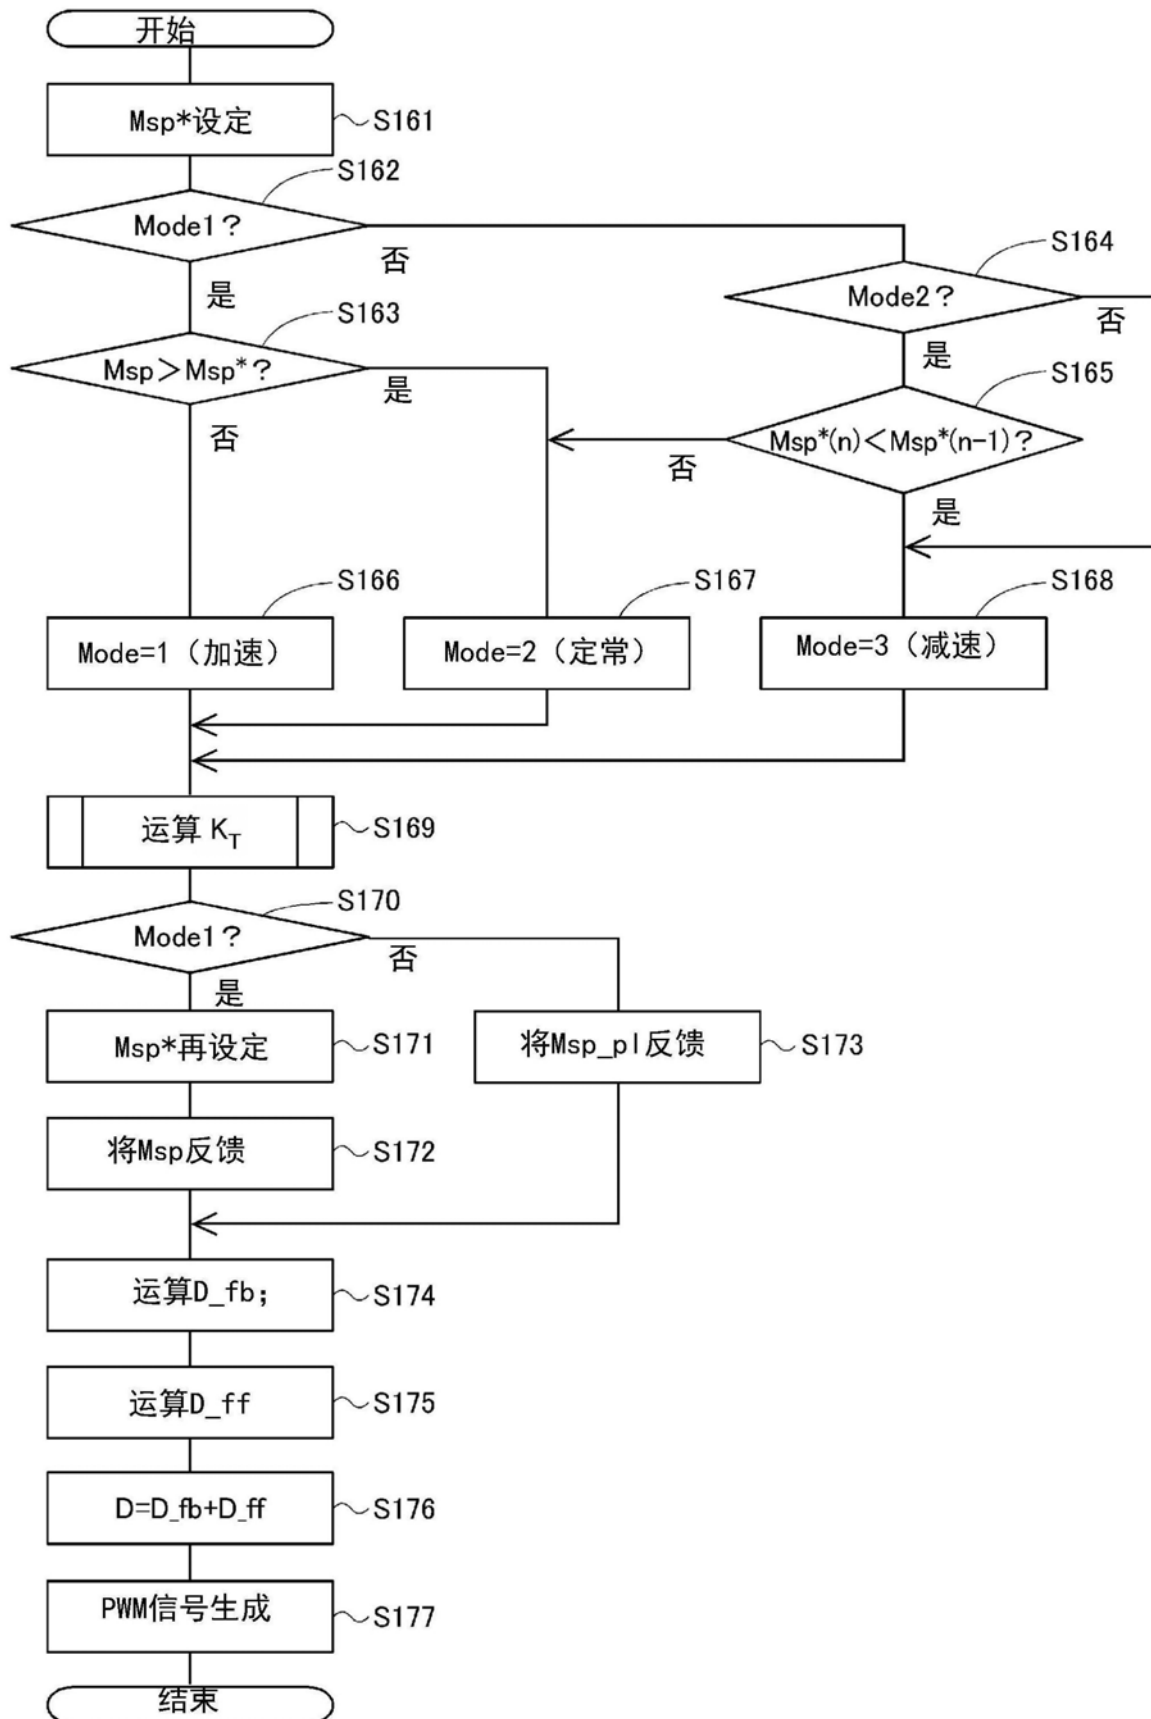 开始
Msp*设定
S161
S162
Mode1？
否
是
S164
Mode2？
否
是
S163
Msp＞Msp*？
是
否
S165
Msp*(n)＜Msp*(n-1)？
否
是
S166
Mode=1（加速）
S167
Mode=2（定常）
S168
Mode=3（减速）
运算 K_T
S169
S170
Mode1？
否
是
Msp*再设定
S171
将Msp_pl反馈
S173
将Msp反馈
S172
运算D_fb；
S174
运算D_ff
S175
D=D_fb+D_ff
S176
PWM信号生成
S177
结束